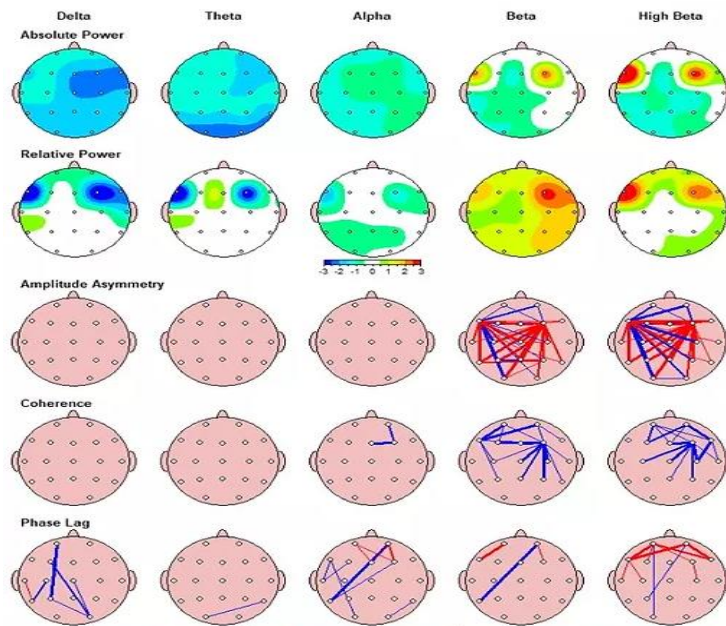 Delta Theta Alpha Beta High Beta
Absolute Power
Relative Power
-3 -2 -1 0 1 2 3
Amplitude Asymmetry
Coherence
Phase Lag